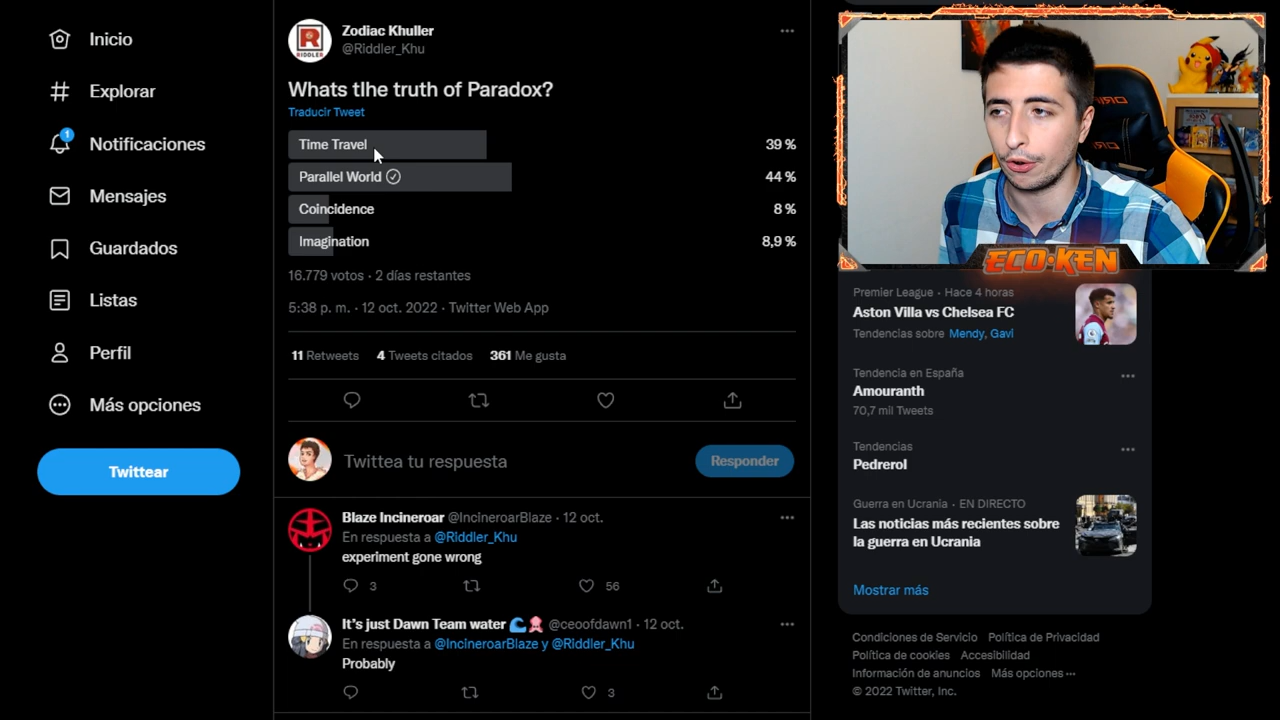 Inicio
Explorar
1
Notificaciones
Mensajes
Guardados
Listas
Perfil
Más opciones
Twittear
RIDDLER
Zodiac Khuller
@Riddler_Khu
Whats tlhe truth of Paradox?
Traducir Tweet
Time Travel 39 %
Parallel World 44 %
Coincidence 8 %
Imagination 8,9 %
16.779 votos · 2 días restantes
5:38 p. m. · 12 oct. 2022 · Twitter Web App
11 Retweets 4 Tweets citados 361 Me gusta
Twittea tu respuesta
Responder
Blaze Incineroar @IncineroarBlaze · 12 oct.
En respuesta a @Riddler_Khu
experiment gone wrong
3 56
It's just Dawn Team water 🌊🦑 @ceoofdawn1 · 12 oct.
En respuesta a @IncineroarBlaze y @Riddler_Khu
Probably
3
ECO·KEN
Premier League · Hace 4 horas
Aston Villa vs Chelsea FC
Tendencias sobre Mendy, Gavi
Tendencia en España
Amouranth
70,7 mil Tweets
Tendencias
Pedrerol
Guerra en Ucrania · EN DIRECTO
Las noticias más recientes sobre
la guerra en Ucrania
Mostrar más
Condiciones de Servicio Política de Privacidad
Política de cookies Accesibilidad
Información de anuncios Más opciones ···
© 2022 Twitter, Inc.